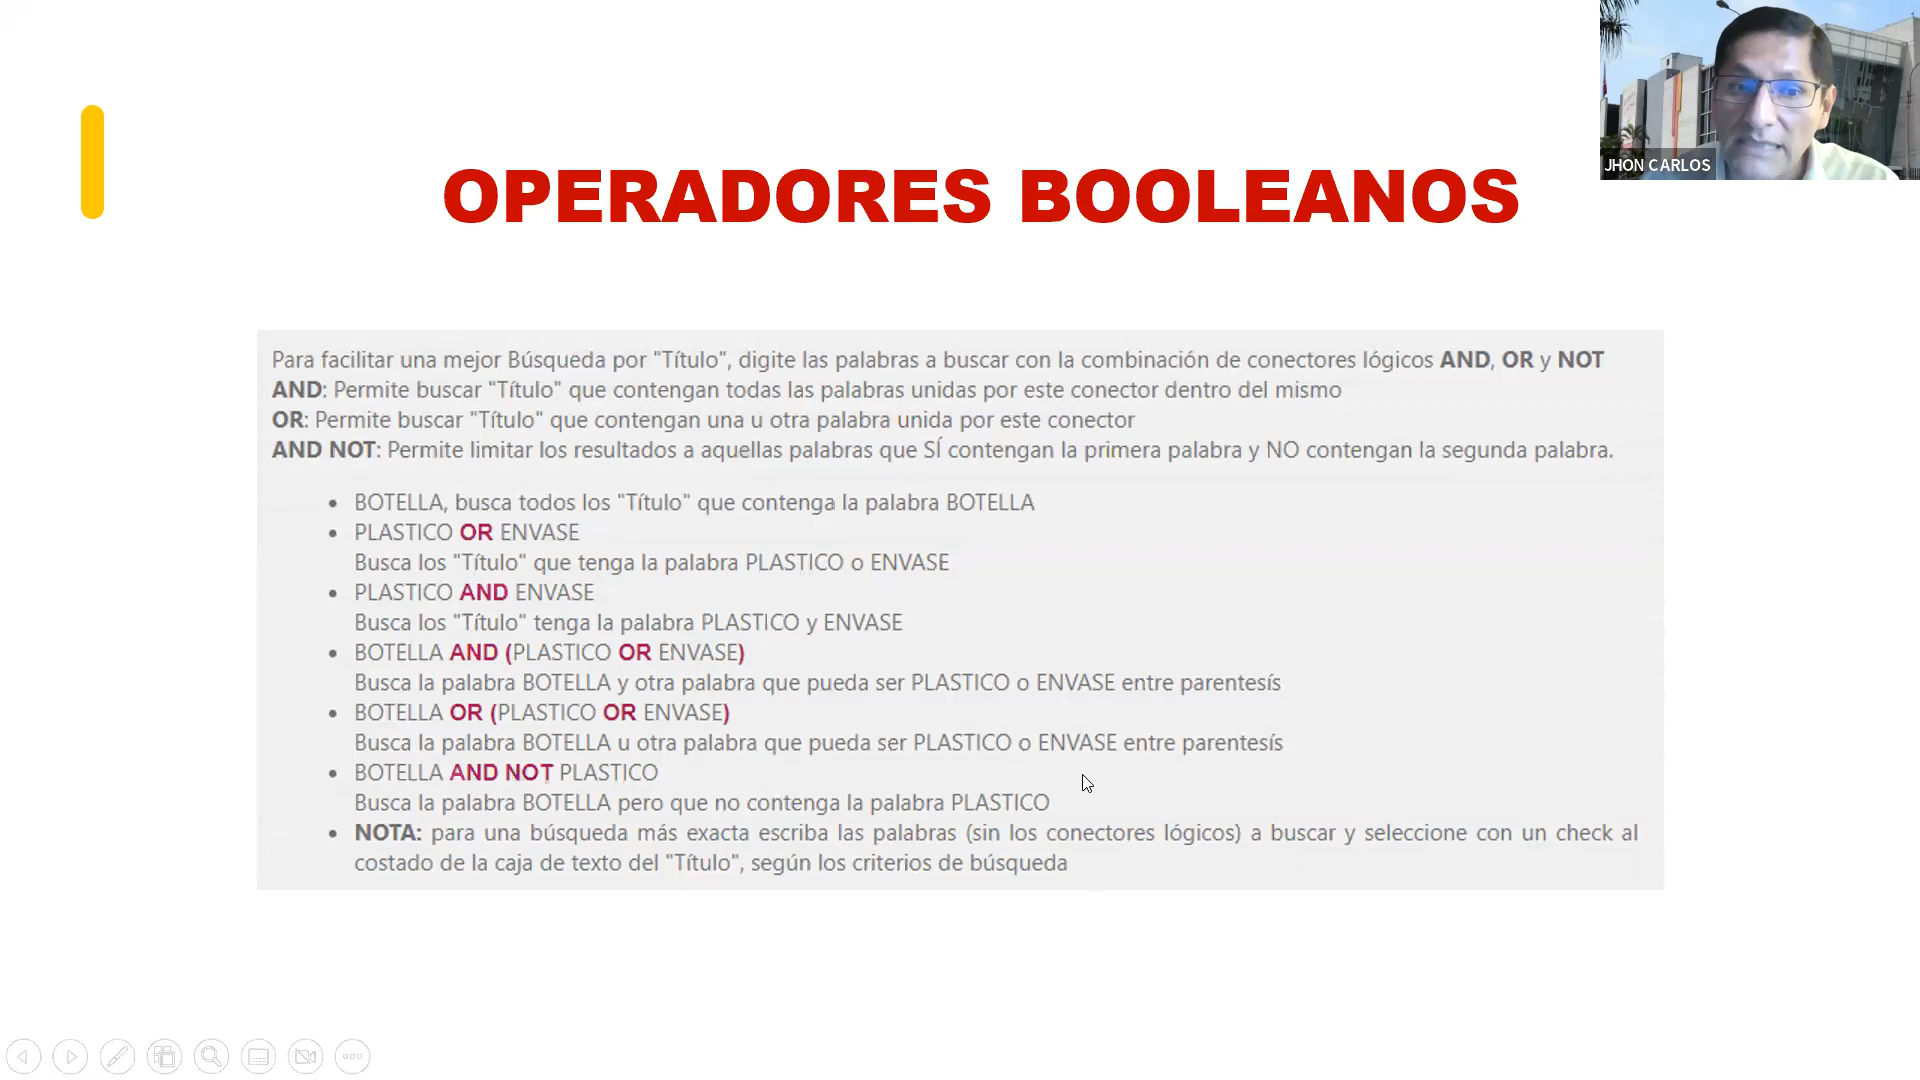 JHON CARLOS
OPERADORES BOOLEANOS
Para facilitar una mejor Búsqueda por "Título", digite las palabras a buscar con la combinación de conectores lógicos AND, OR y NOT
AND: Permite buscar "Título" que contengan todas las palabras unidas por este conector dentro del mismo
OR: Permite buscar "Título" que contengan una u otra palabra unida por este conector
AND NOT: Permite limitar los resultados a aquellas palabras que SÍ contengan la primera palabra y NO contengan la segunda palabra.
• BOTELLA, busca todos los "Título" que contenga la palabra BOTELLA
• PLASTICO OR ENVASE
Busca los "Título" que tenga la palabra PLASTICO o ENVASE
• PLASTICO AND ENVASE
Busca los "Título" tenga la palabra PLASTICO y ENVASE
• BOTELLA AND (PLASTICO OR ENVASE)
Busca la palabra BOTELLA y otra palabra que pueda ser PLASTICO o ENVASE entre parentesís
• BOTELLA OR (PLASTICO OR ENVASE)
Busca la palabra BOTELLA u otra palabra que pueda ser PLASTICO o ENVASE entre parentesís
• BOTELLA AND NOT PLASTICO
Busca la palabra BOTELLA pero que no contenga la palabra PLASTICO
• NOTA: para una búsqueda más exacta escriba las palabras (sin los conectores lógicos) a buscar y seleccione con un check al
costado de la caja de texto del "Título", según los criterios de búsqueda